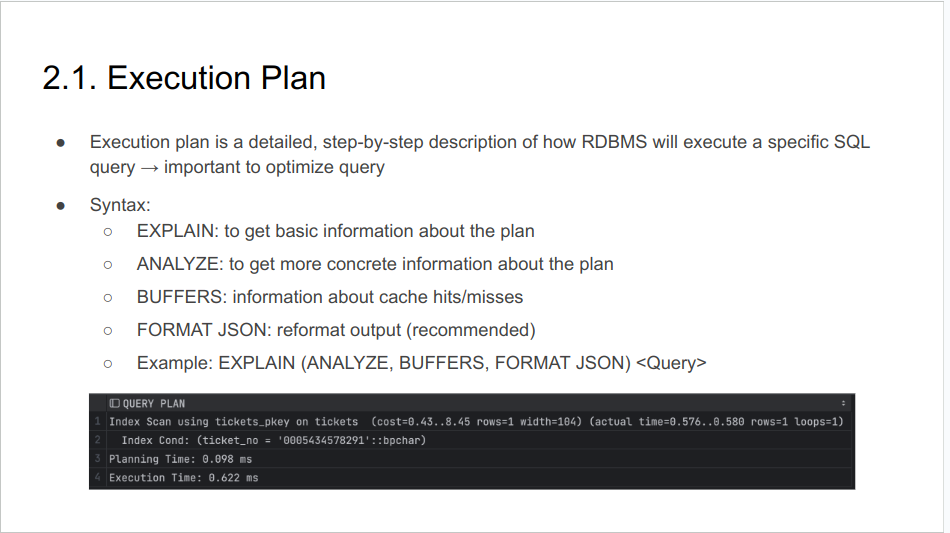 2.1. Execution Plan
● Execution plan is a detailed, step-by-step description of how RDBMS will execute a specific SQL
query → important to optimize query
● Syntax:
○ EXPLAIN: to get basic information about the plan
○ ANALYZE: to get more concrete information about the plan
○ BUFFERS: information about cache hits/misses
○ FORMAT JSON: reformat output (recommended)
○ Example: EXPLAIN (ANALYZE, BUFFERS, FORMAT JSON) <Query>
QUERY PLAN
1 Index Scan using tickets_pkey on tickets (cost=0.43..8.45 rows=1 width=104) (actual time=0.576..0.580 rows=1 loops=1)
2 Index Cond: (ticket_no = '0005434578291'::bpchar)
3 Planning Time: 0.098 ms
4 Execution Time: 0.622 ms